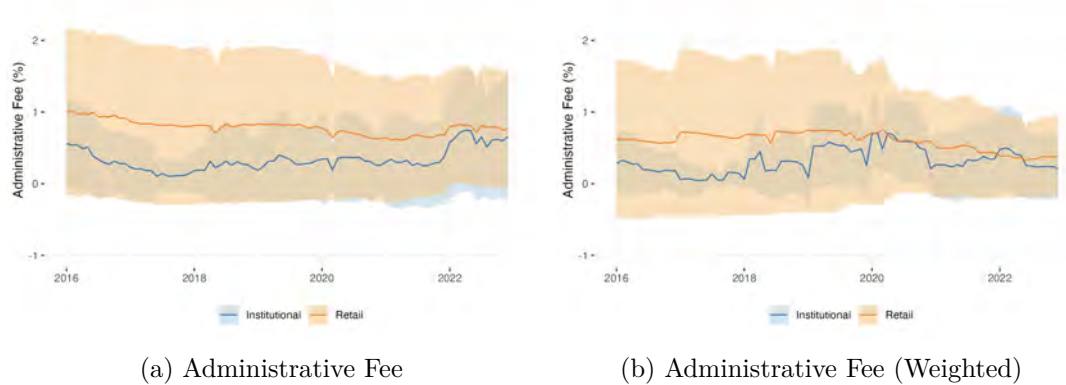 Administrative Fee (%)
2
1
0
-1
2016 2018 2020 2022
Institutional Retail
(a) Administrative Fee
Administrative Fee (%)
2
1
0
-1
2016 2018 2020 2022
Institutional Retail
(b) Administrative Fee (Weighted)